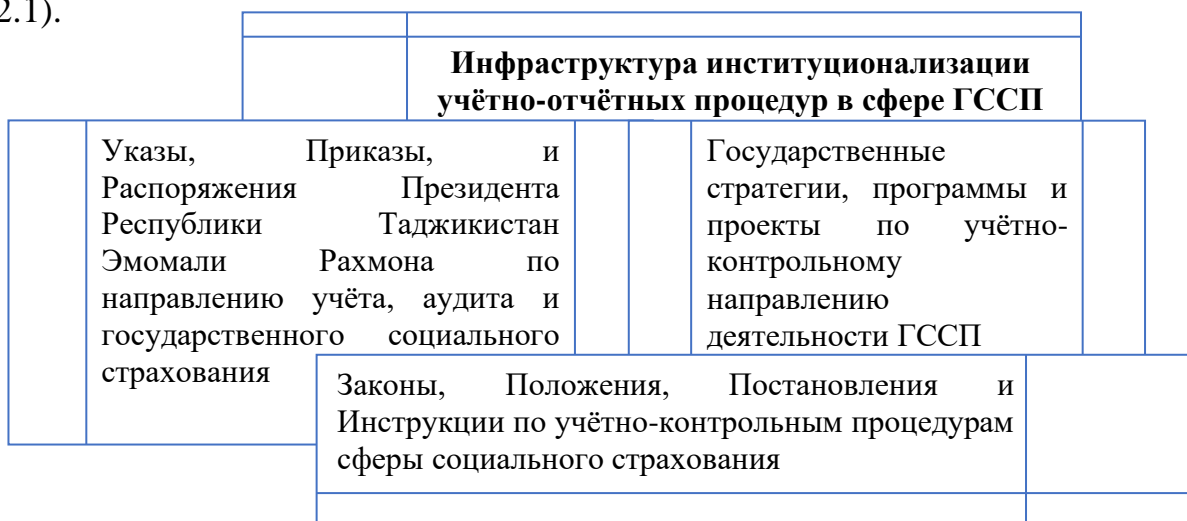 2.1).
Инфраструктура институционализации
учётно-отчётных процедур в сфере ГССП
Указы, Приказы, и
Распоряжения Президента
Республики Таджикистан
Эмомали Рахмона по
направлению учёта, аудита и
государственного социального
страхования
Государственные
стратегии, программы и
проекты по учётно-
контрольному
направлению
деятельности ГССП
Законы, Положения, Постановления и
Инструкции по учётно-контрольным процедурам
сферы социального страхования